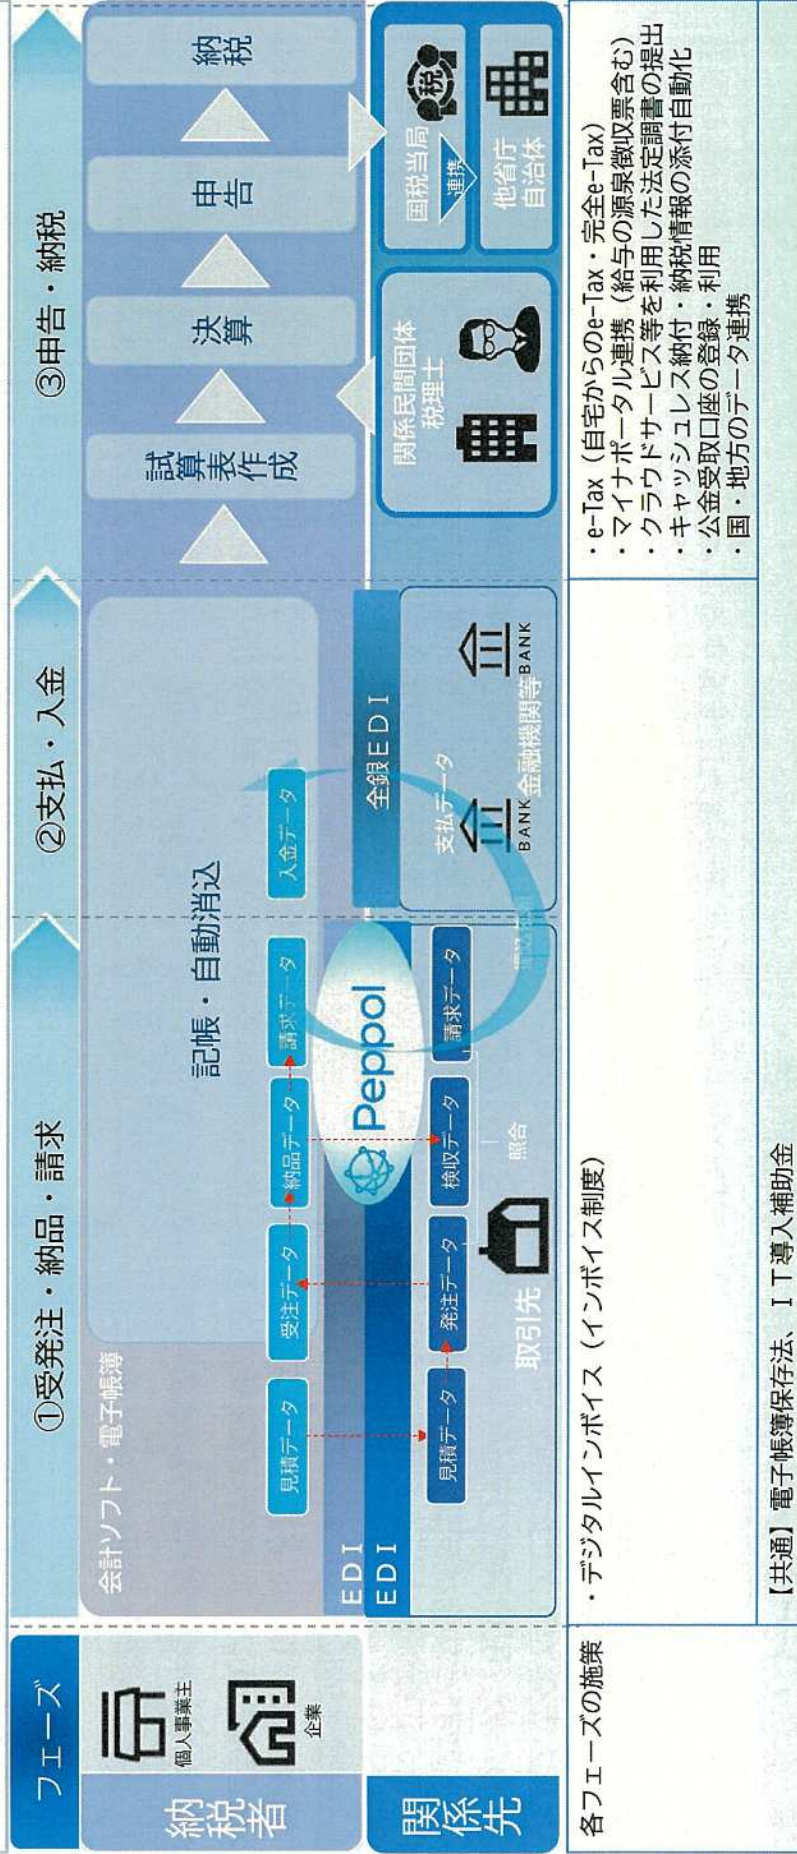 フェーズ
①受発注・納品・請求
②支払・入金
③申告・納税
納税者
個人事業主
企業
会計ソフト・電子帳簿
記帳・自動消込
試算表作成
決算
申告
納税
見積データ
受注データ
納品データ
請求データ
入金データ
EDI
EDI
Peppol
全銀EDI
関係先
見積データ
発注データ
検収データ
請求データ
照合
取引先
支払データ
BANK
BANK
金融機関等
関係民間団体
税理士
国税当局
税
連携
他省庁
自治体
各フェーズの施策
・デジタルインボイス（インボイス制度）
・e-Tax（自宅からのe-Tax・完全e-Tax）
・マイナポータル連携（給与の源泉徴収票含む）
・クラウドサービス等を利用した法定調書の提出
・キャッシュレス納付・納税情報の添付自動化
・公金受取口座の登録・利用
・国・地方のデータ連携
【共通】電子帳簿保存法、ＩＴ導入補助金